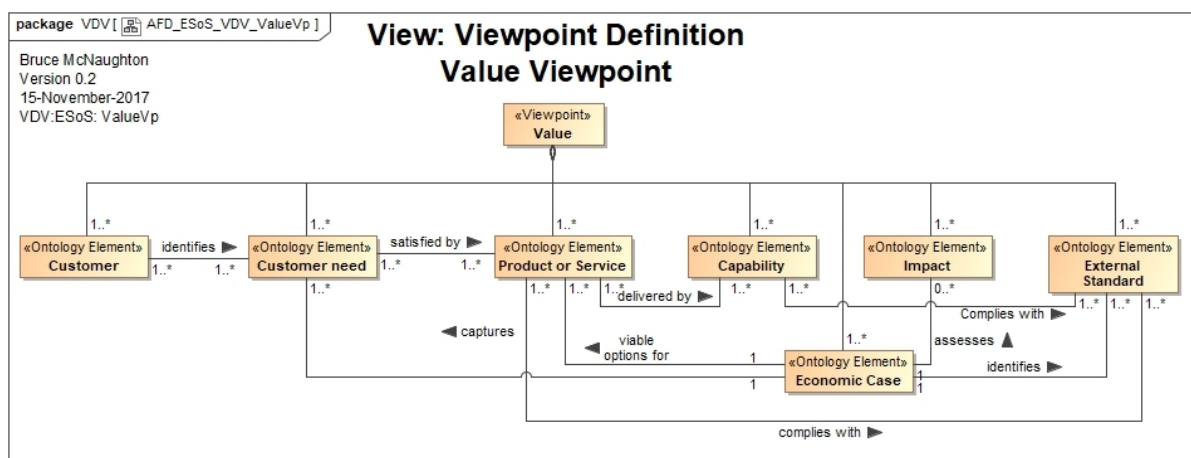 package VDV [ AFD_ESoS_VDV_ValueVp ]
View: Viewpoint Definition
Value Viewpoint
Bruce McNaughton
Version 0.2
15-November-2017
VDV:ESoS: ValueVp
«Viewpoint»
Value
1..* 1..* 1..* 1..* 1..* 1..*
«Ontology Element»
Customer
identifies
1..* 1..*
«Ontology Element»
Customer need
satisfied by
1..* 1..*
«Ontology Element»
Product or Service
«Ontology Element»
Capability
«Ontology Element»
Impact
«Ontology Element»
External
Standard
1..* 1..* 1..* 1..* 1..* 1..* 0..* 1..* 1..* 1..*
delivered by
Complies with
captures
viable
options for
assesses
1..*
1
«Ontology Element»
Economic Case
identifies
1
1
1
complies with